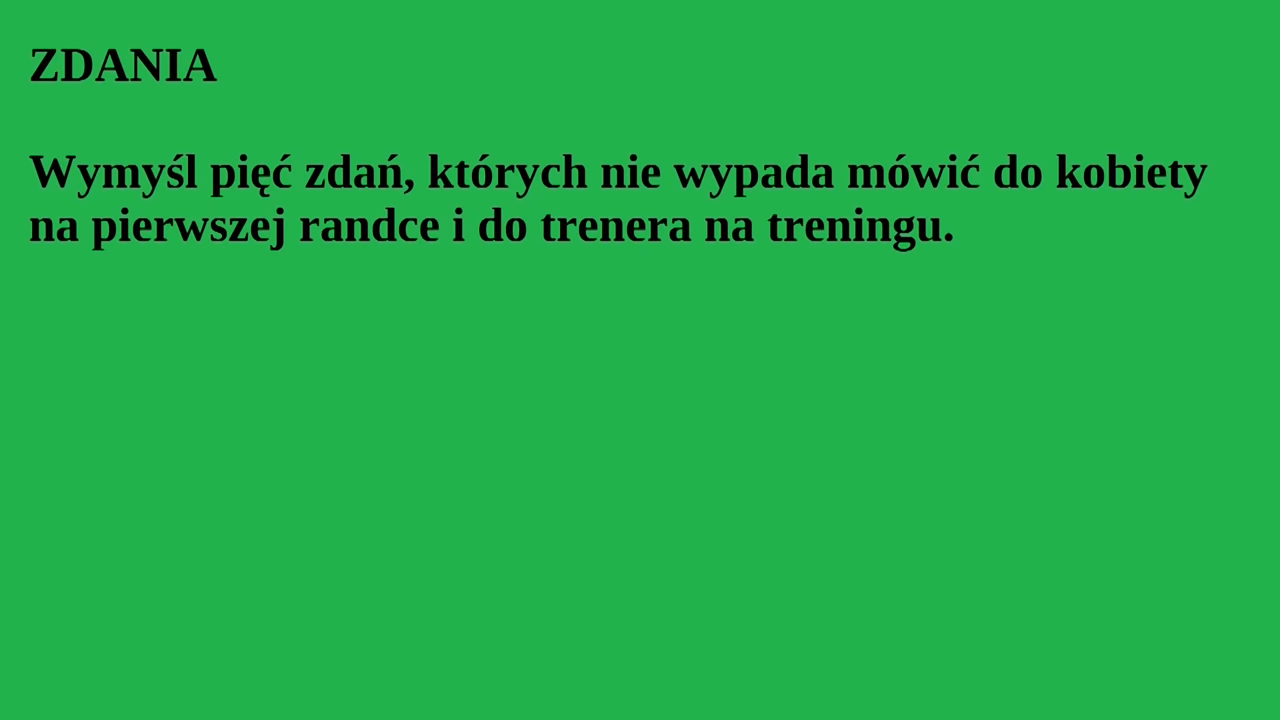 ZDANIA
Wymyśl pięć zdań, których nie wypada mówić do kobiety
na pierwszej randce i do trenera na treningu.